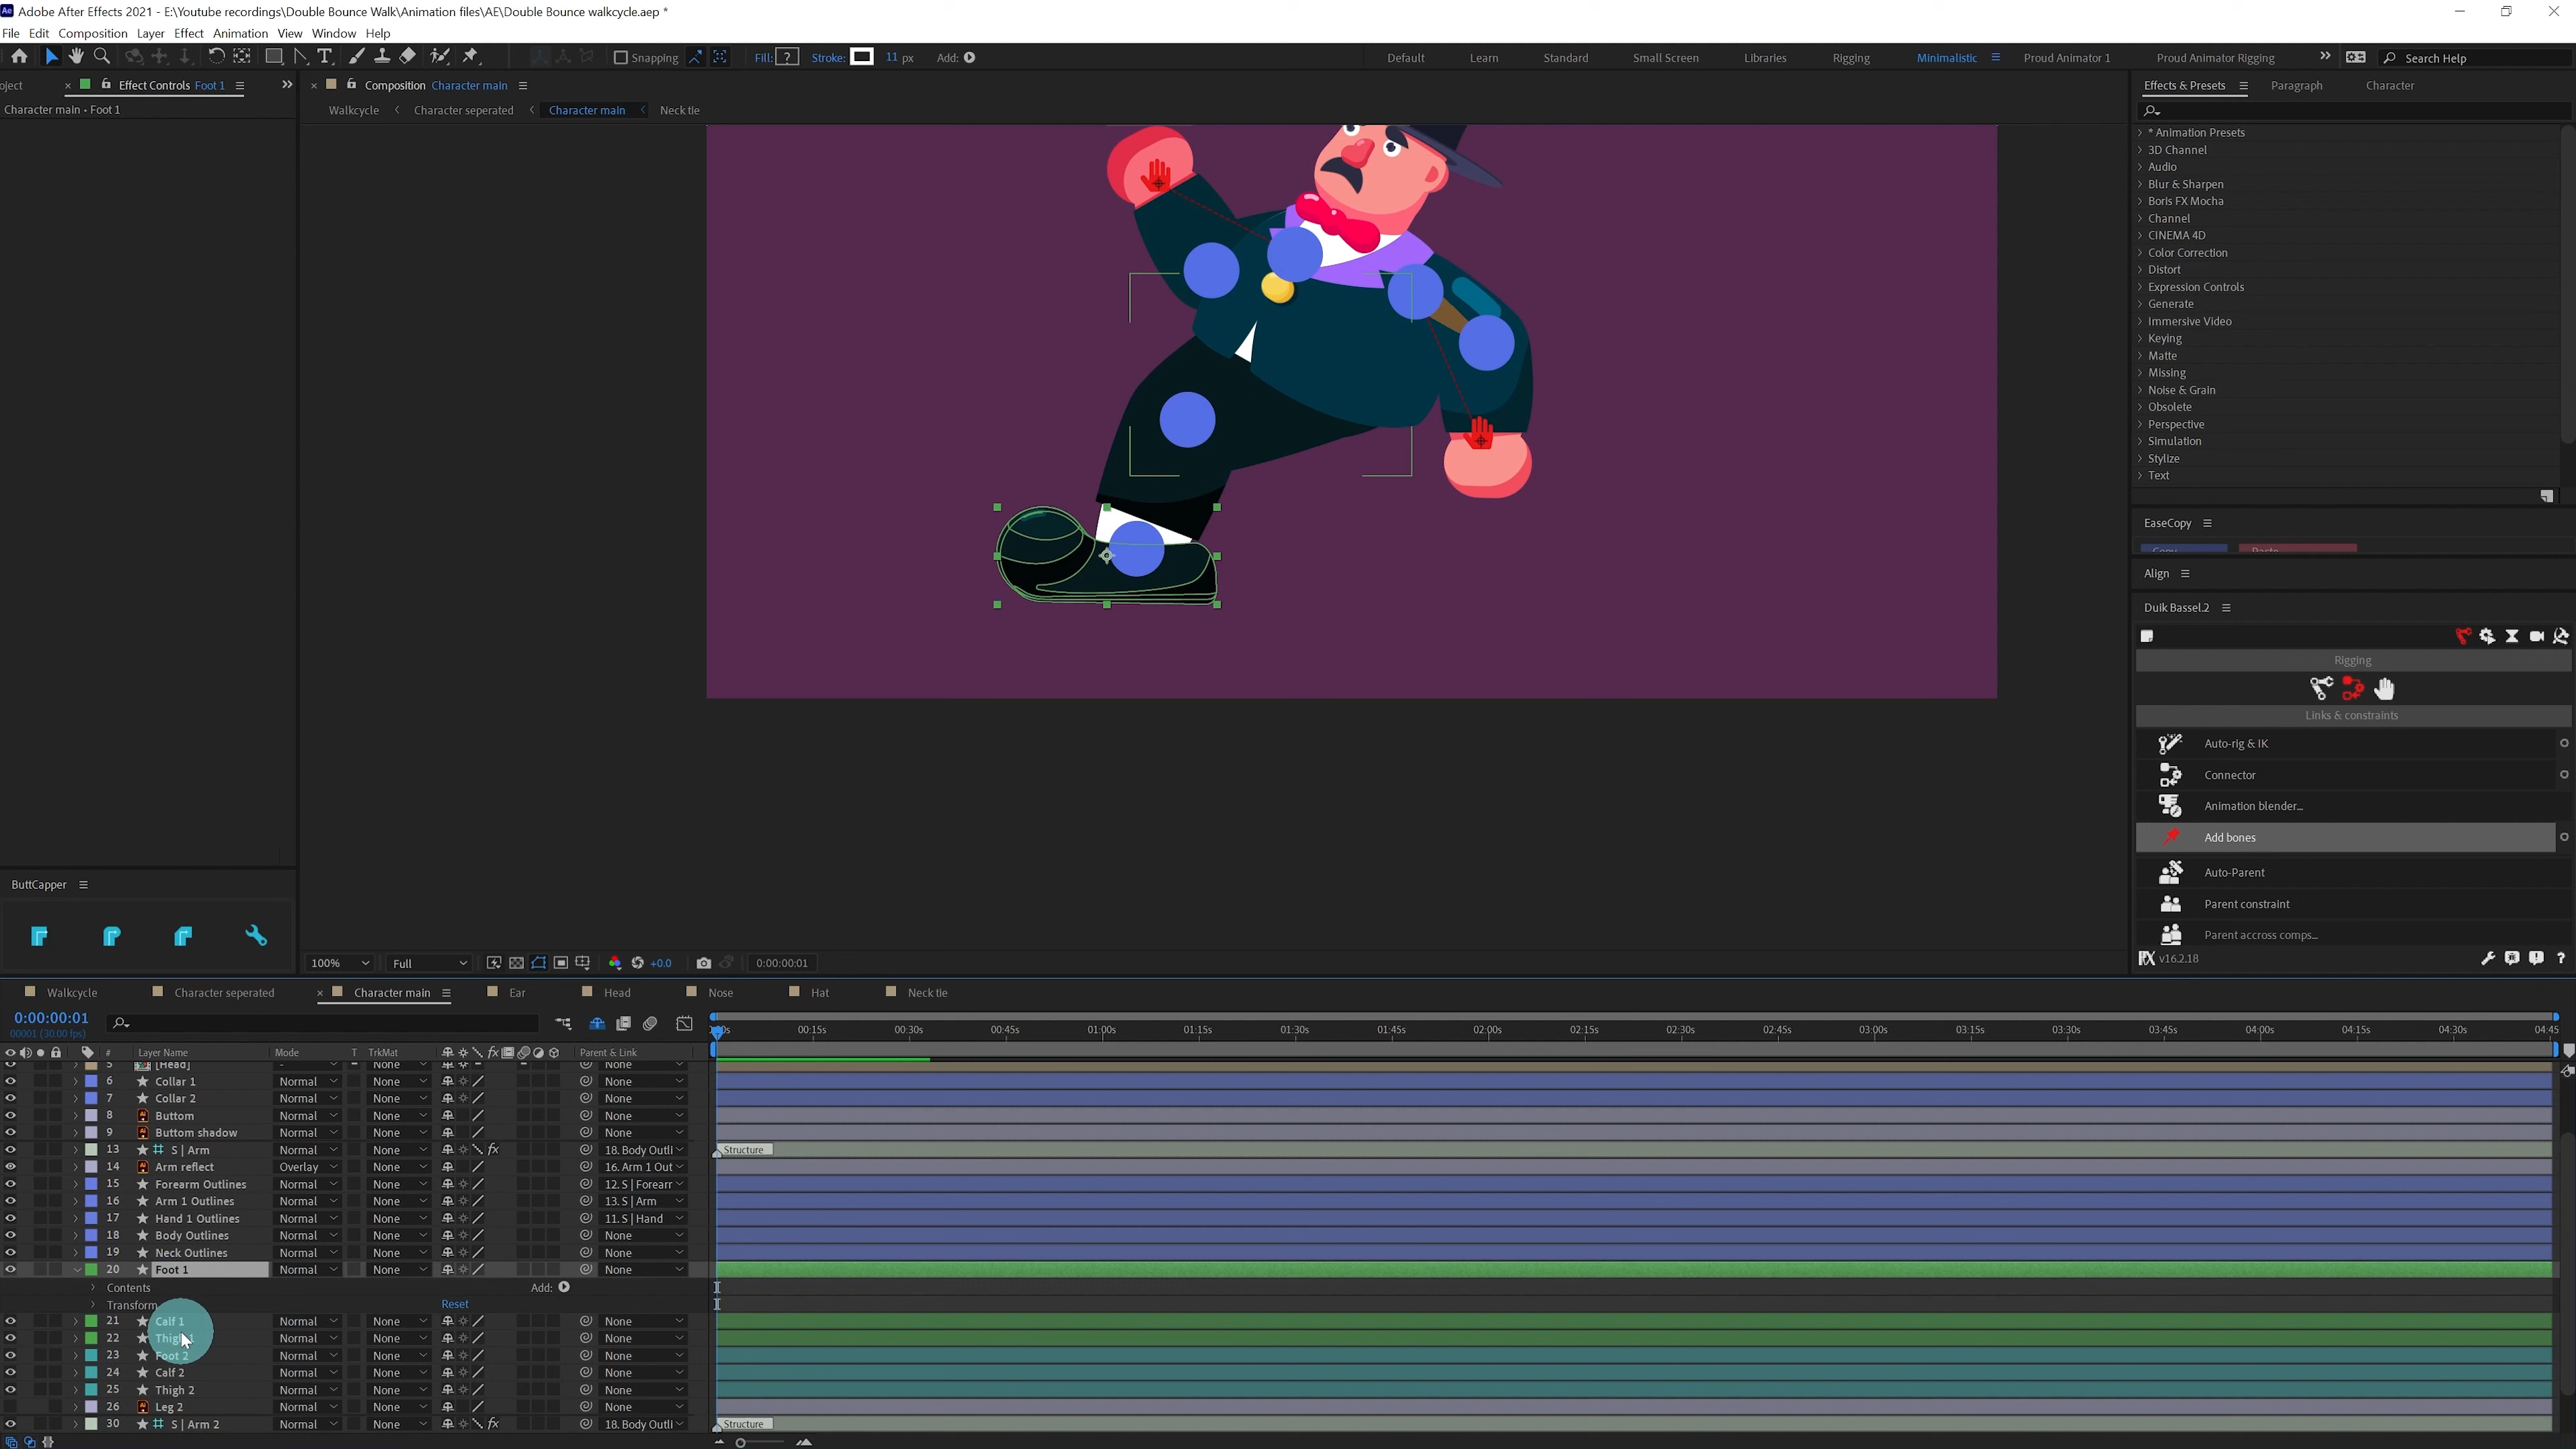 Ae Adobe After Effects 2021 - E:\Youtube recordings\Double Bounce Walk\Animation files\AE\Double Bounce walkcycle.aep *
File Edit Composition Layer Effect Animation View Window Help
Snapping Fill: ? Stroke: 11 px Add:
Default Learn Standard Small Screen Libraries Rigging Minimalistic Proud Animator 1 Proud Animator Rigging Search Help
oject Effect Controls Foot 1
Character main • Foot 1
Composition Character main
Walkcycle Character seperated Character main Neck tie
Effects & Presets Paragraph Character
* Animation Presets
3D Channel
Audio
Blur & Sharpen
Boris FX Mocha
Channel
CINEMA 4D
Color Correction
Distort
Expression Controls
Generate
Immersive Video
Keying
Matte
Missing
Noise & Grain
Obsolete
Perspective
Simulation
Stylize
Text
EaseCopy
Align
Duik Bassel.2
Rigging
Links & constraints
Auto-rig & IK
Connector
Animation blender...
Add bones
Auto-Parent
Parent constraint
Parent accross comps...
v16.2.18
ButtCapper
100% Full +0.0 0:00:00:01
Walkcycle Character seperated Character main Ear Head Nose Hat Neck tie
0:00:00:01
00001 (30.00 fps)
00:15s 00:30s 00:45s 01:00s 01:15s 01:30s 01:45s 02:00s 02:15s 02:30s 02:45s 03:00s 03:15s 03:30s 03:45s 04:00s 04:15s 04:30s 04:45
# Layer Name Mode T TrkMat Parent & Link
5 [Head] - None None
6 Collar 1 Normal None None
7 Collar 2 Normal None None
8 Buttom Normal None None
9 Buttom shadow Normal None None
13 S | Arm Normal None 18. Body Outli Structure
14 Arm reflect Overlay None 16. Arm 1 Out
15 Forearm Outlines Normal None 12. S | Forearr
16 Arm 1 Outlines Normal None 13. S | Arm
17 Hand 1 Outlines Normal None 11. S | Hand
18 Body Outlines Normal None None
19 Neck Outlines Normal None None
20 Foot 1 Normal None None
Contents Add:
Transform Reset
21 Calf 1 Normal None None
22 Thigh 1 Normal None None
23 Foot 2 Normal None None
24 Calf 2 Normal None None
25 Thigh 2 Normal None None
26 Leg 2 Normal None None
30 S | Arm 2 Normal None 18. Body Outli Structure